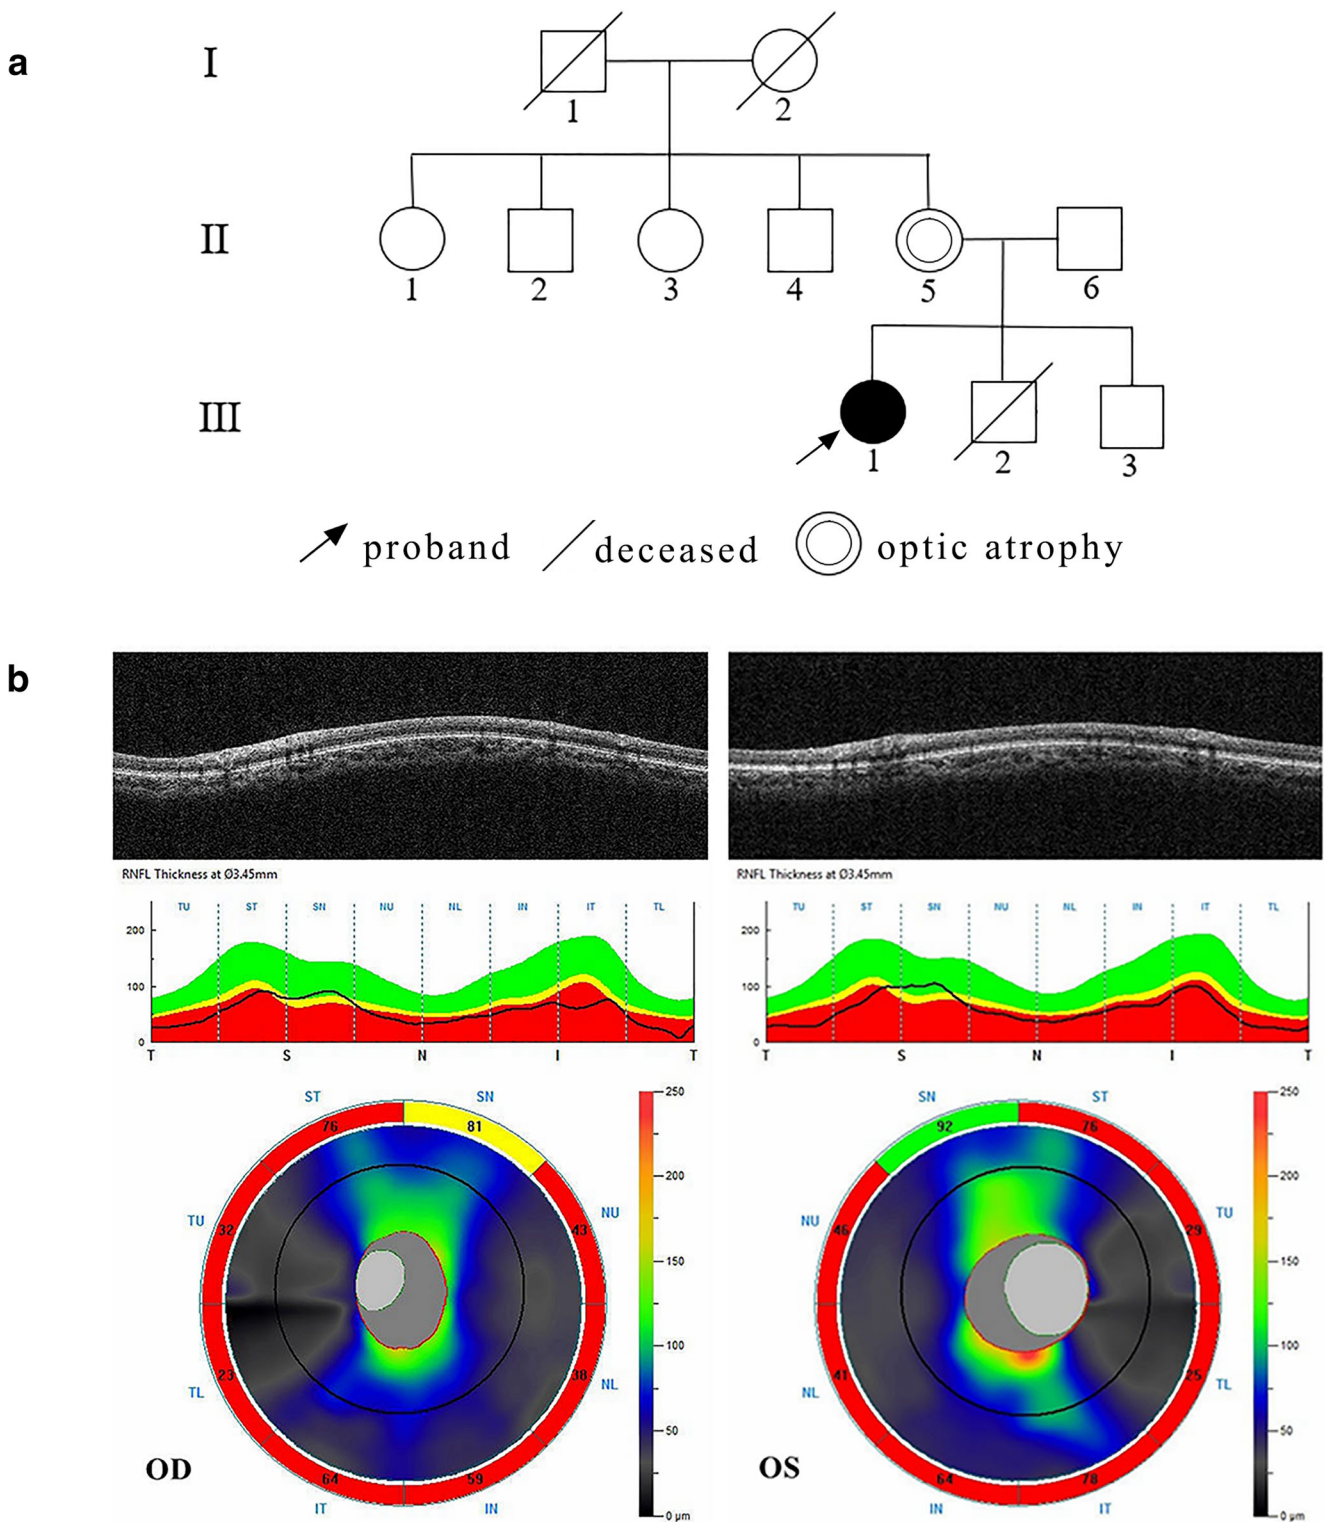 a
I
1 2
II
1 2 3 4 5 6
III
1 2 3
proband deceased optic atrophy
b
RNFL Thickness at Ø3.45mm RNFL Thickness at Ø3.45mm
TU ST SN NU NL IN IT TL TU ST SN NU NL IN IT TL
200 200
100 100
0 0
T S N I T T S N I T
ST SN 250 SN ST 250
76 81 92 76
200 200
TU 32 43 NU NU 46 29 TU
150 150
100 100
TL 23 38 NL NL 41 25 TL
50 50
OD 64 59 OS 64 78
IT IN 0 µm IN IT 0 µm